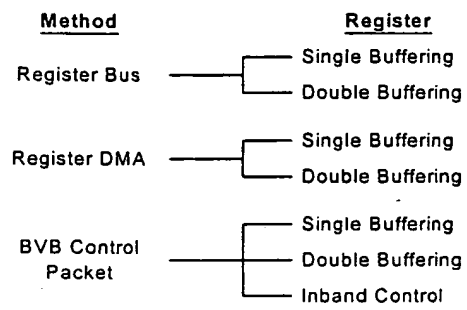 Method Register
Register Bus
Single Buffering
Double Buffering
Register DMA
Single Buffering
Double Buffering
BVB Control
Packet
Single Buffering
Double Buffering
Inband Control